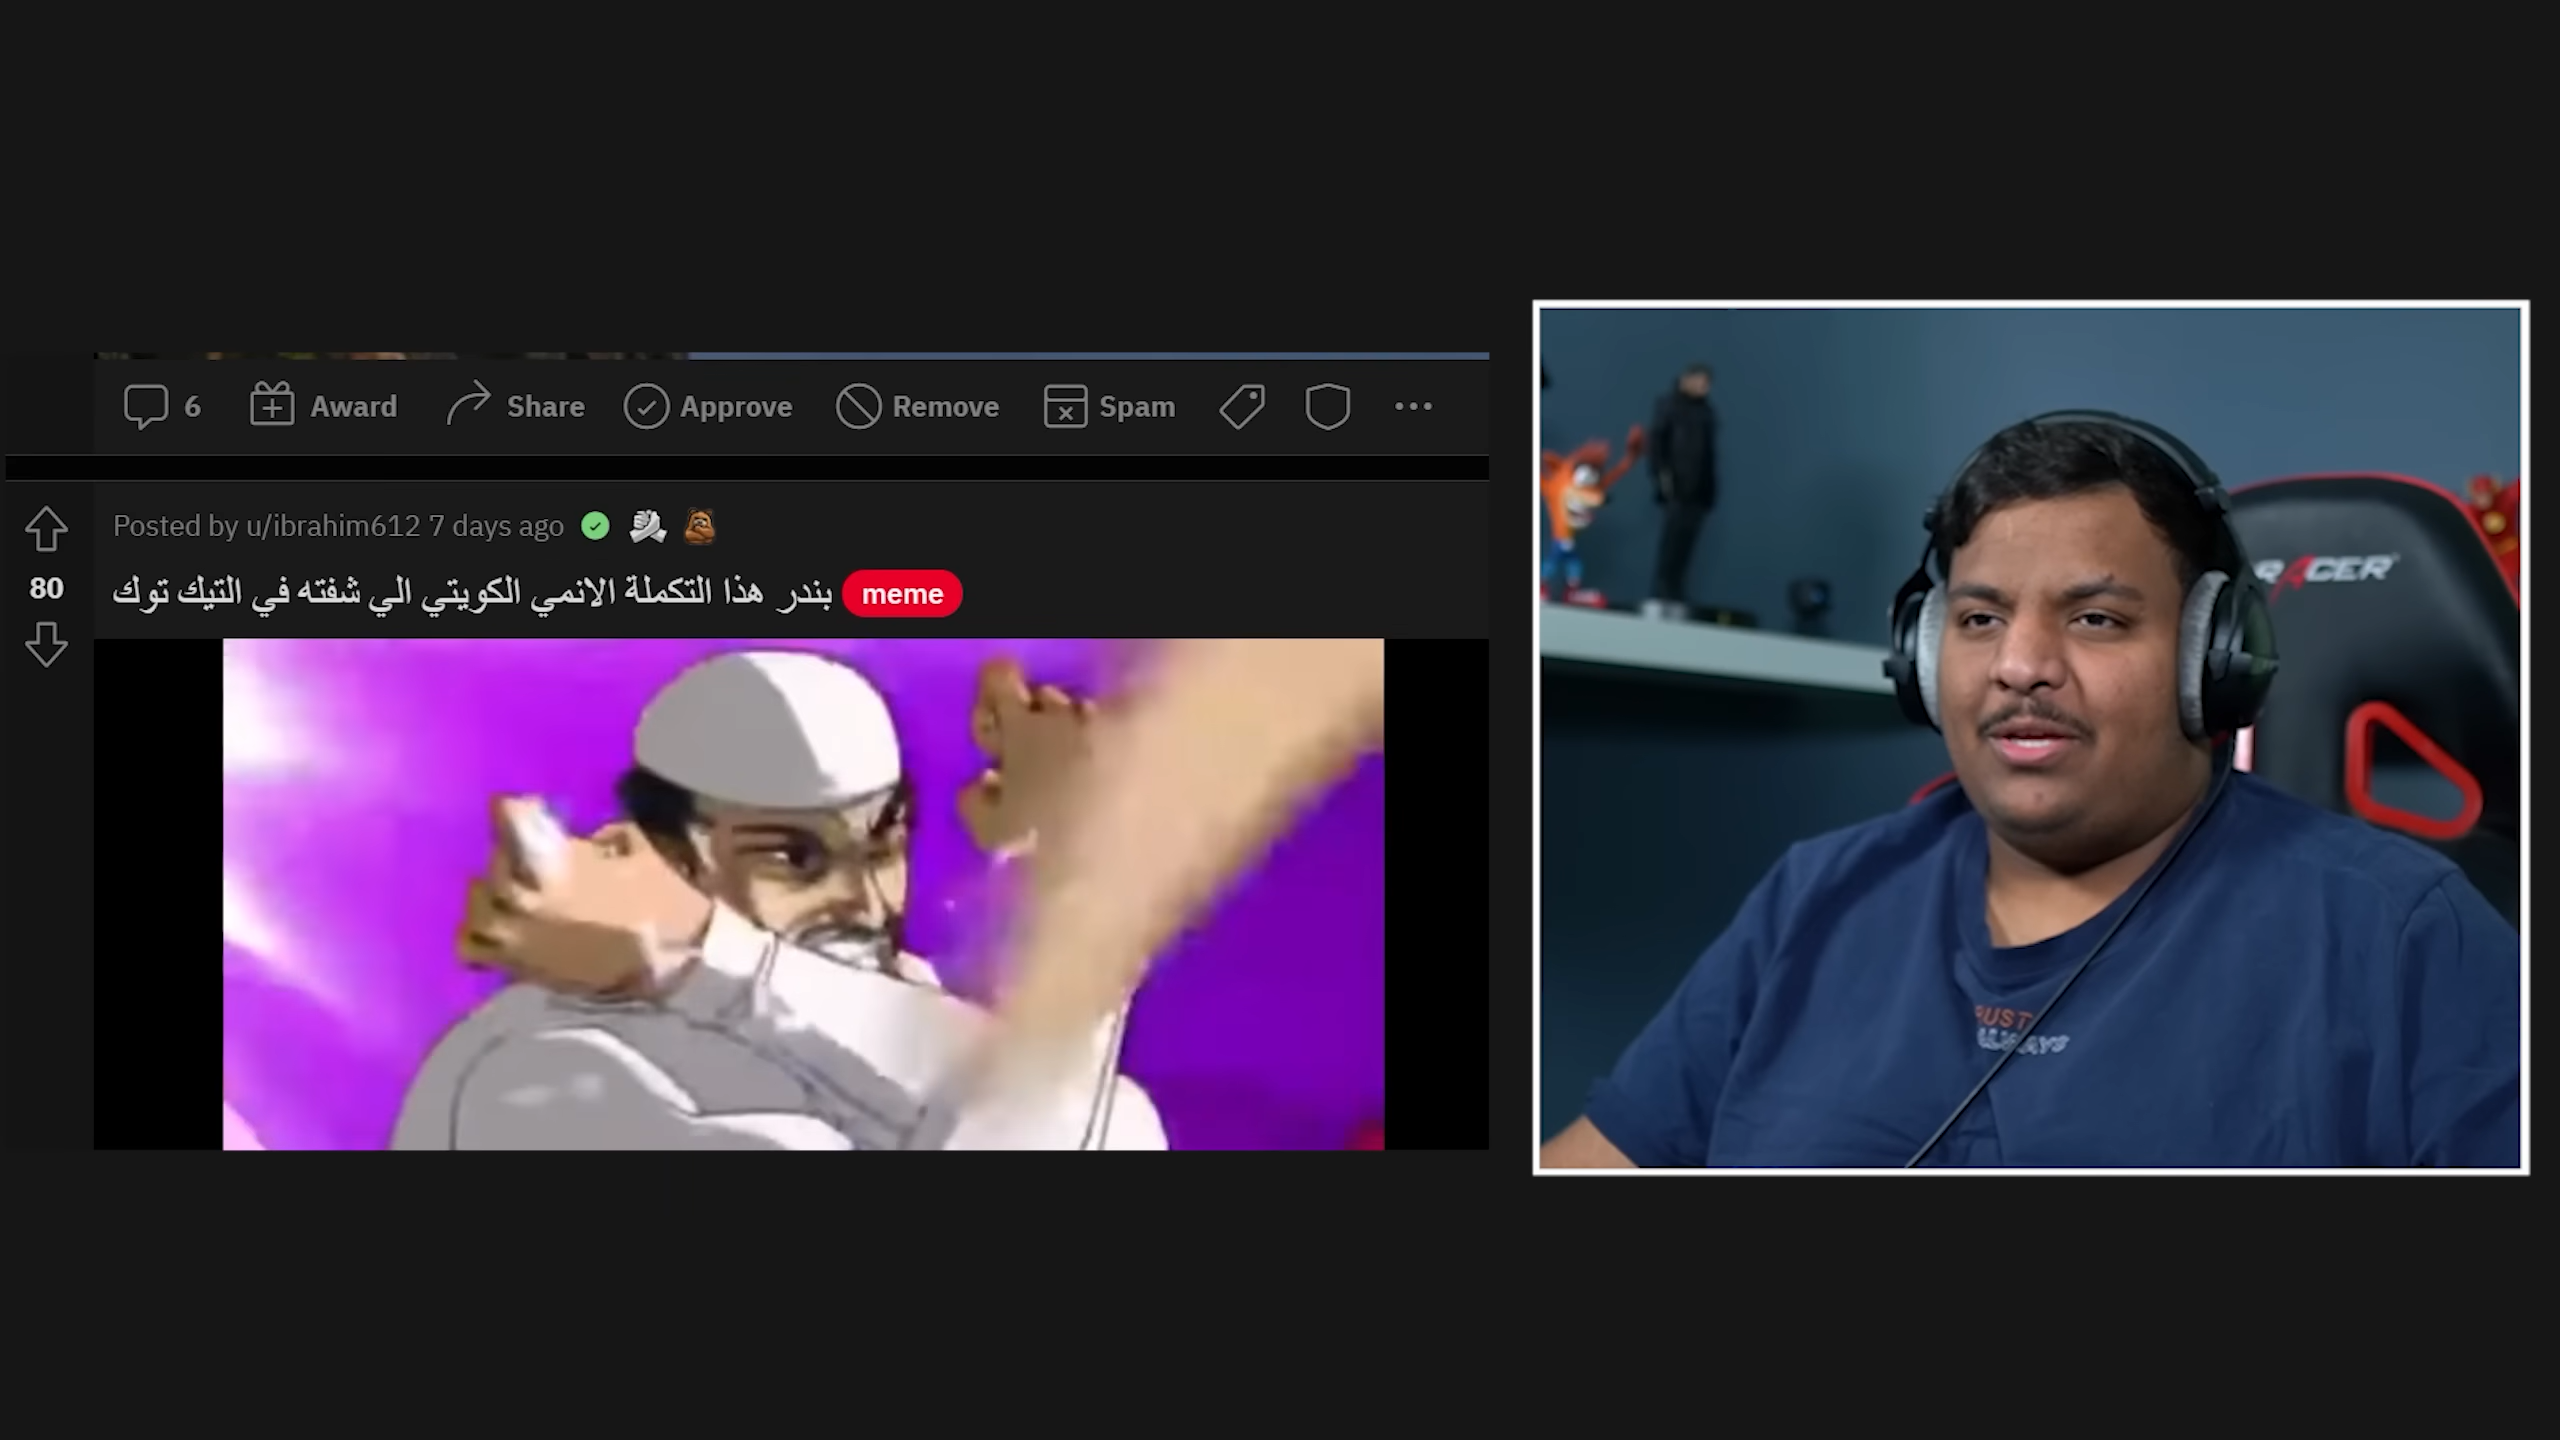 6 Award Share Approve Remove Spam
Posted by u/ibrahim612 7 days ago
80
بندر هذا التكملة الانمي الكويتي الي شفته في التيك توك meme
RACER